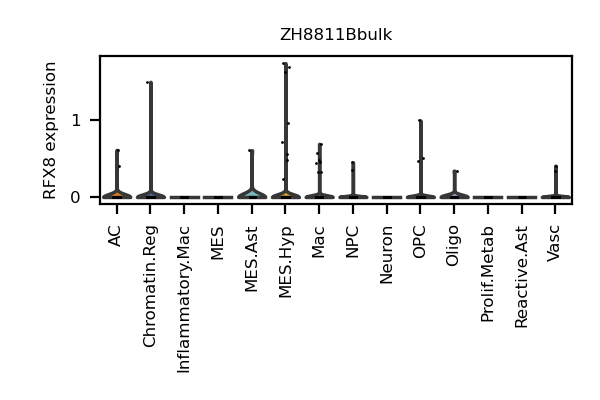 ZH8811Bbulk
RFX8 expression
1
0
AC
Chromatin.Reg
Inflammatory.Mac
MES
MES.Ast
MES.Hyp
Mac
NPC
Neuron
OPC
Oligo
Prolif.Metab
Reactive.Ast
Vasc